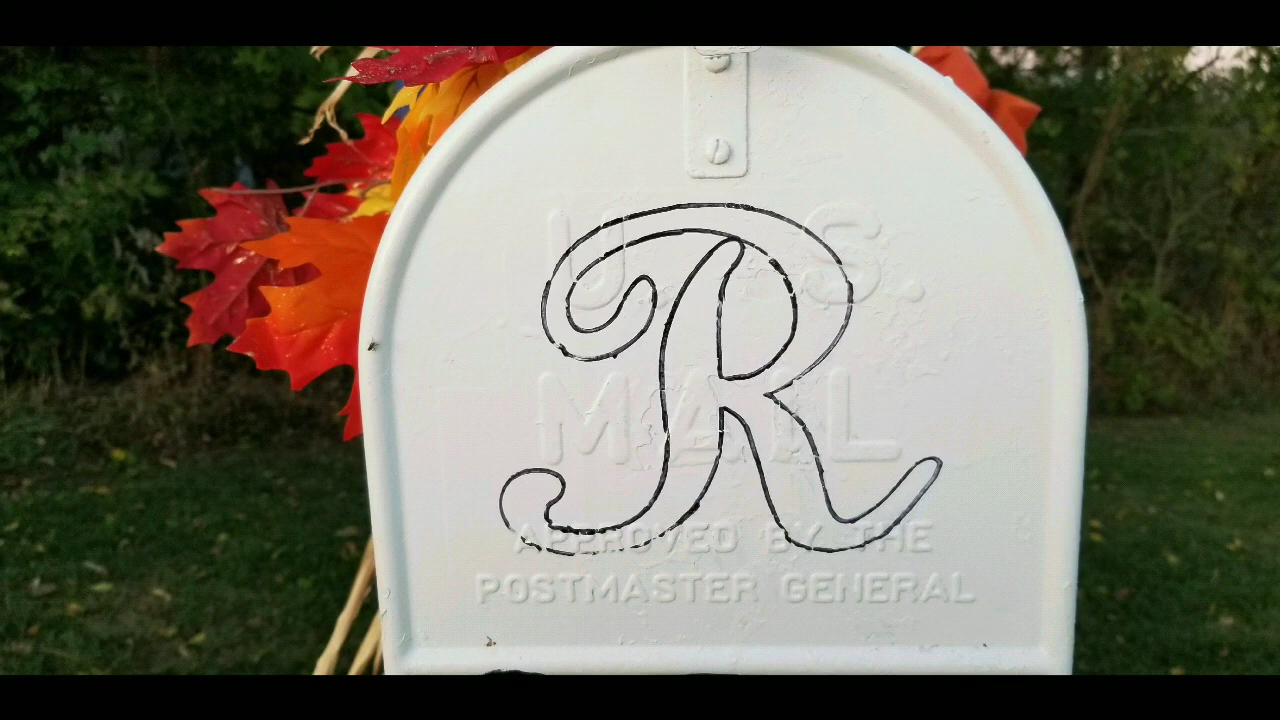 U.S.
MAIL
R
APPROVED BY THE
POSTMASTER GENERAL